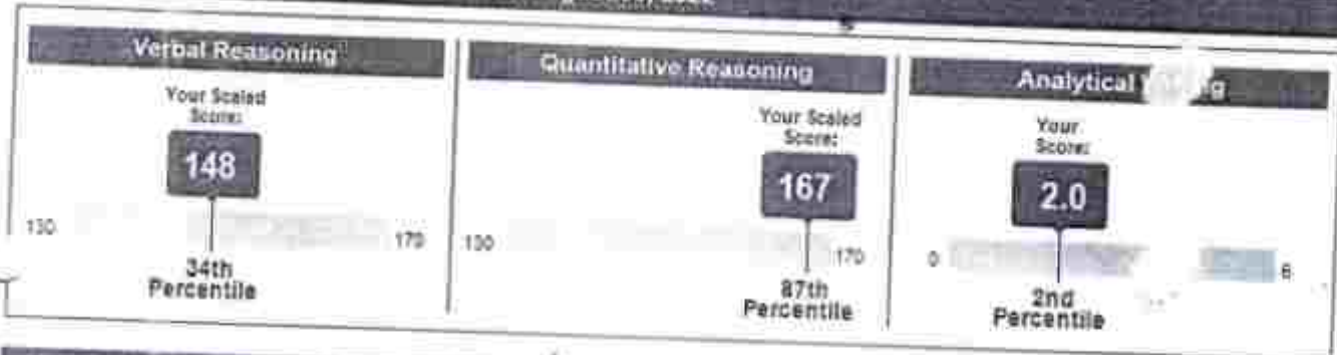 Verbal Reasoning
Your Scaled
Score:
148
130
170
34th
Percentile
Quantitative Reasoning
Your Scaled
Score:
167
130
170
87th
Percentile
Analytical
Your
Score:
2.0
0
6
2nd
Percentile